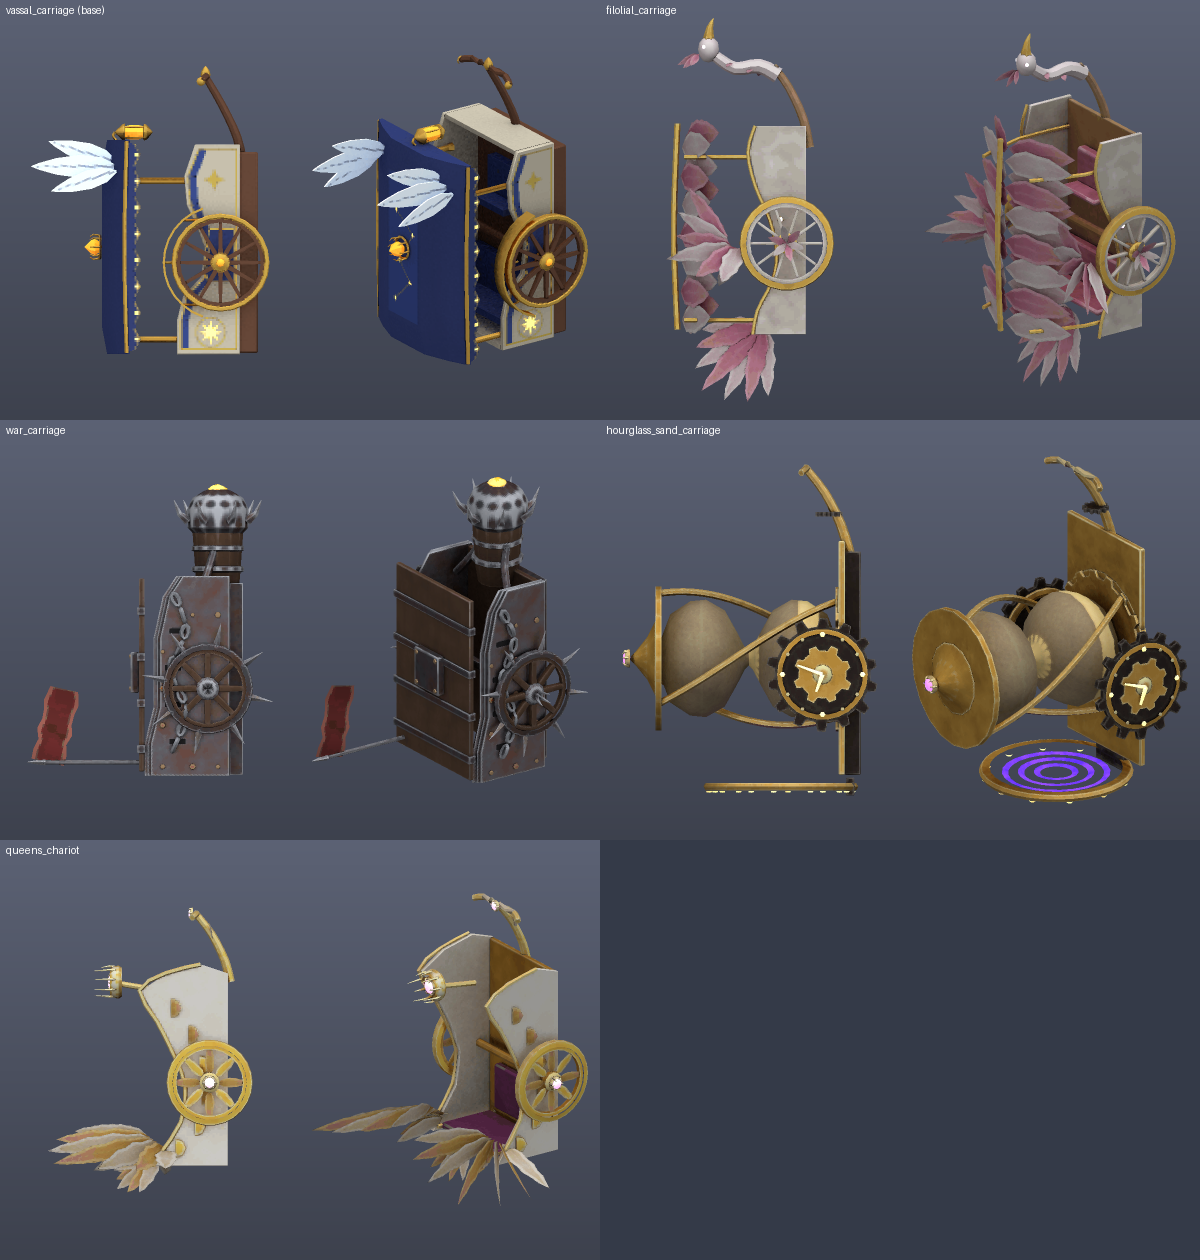 vassal_carriage (base)
filolial_carriage
war_carriage
hourglass_sand_carriage
queens_chariot